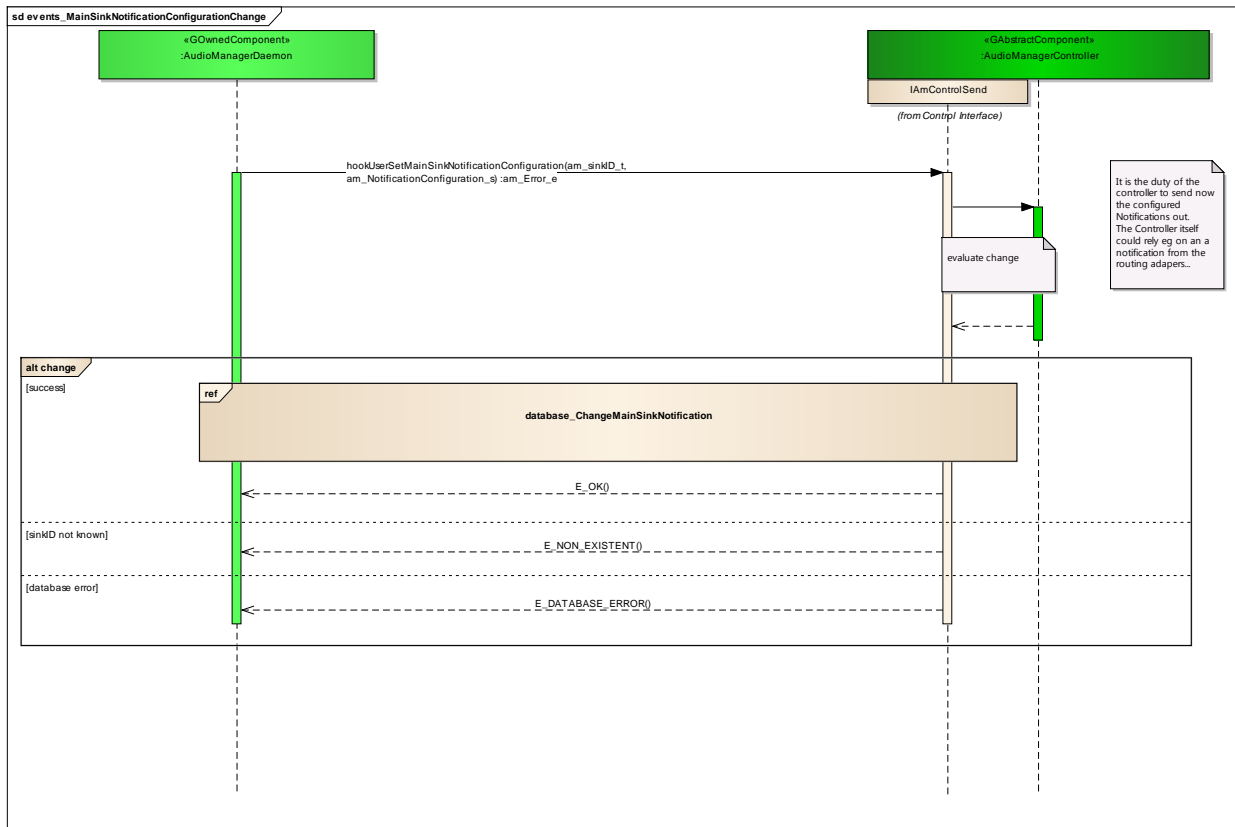 sd events_MainSinkNotificationConfigurationChange
«GOwnedComponent»
:AudioManagerDaemon
«GAbstractComponent»
:AudioManagerController
IAmControlSend
(from Control Interface)
hookUserSetMainSinkNotificationConfiguration(am_sinkID_t,
am_NotificationConfiguration_s) :am_Error_e
It is the duty of the
controller to send now
the configured
Notifications out.
The Controller itself
could rely eg on an a
notification from the
routing adapers...
evaluate change
alt change
[success]
ref
database_ChangeMainSinkNotification
E_OK()
[sinkID not known]
E_NON_EXISTENT()
[database error]
E_DATABASE_ERROR()